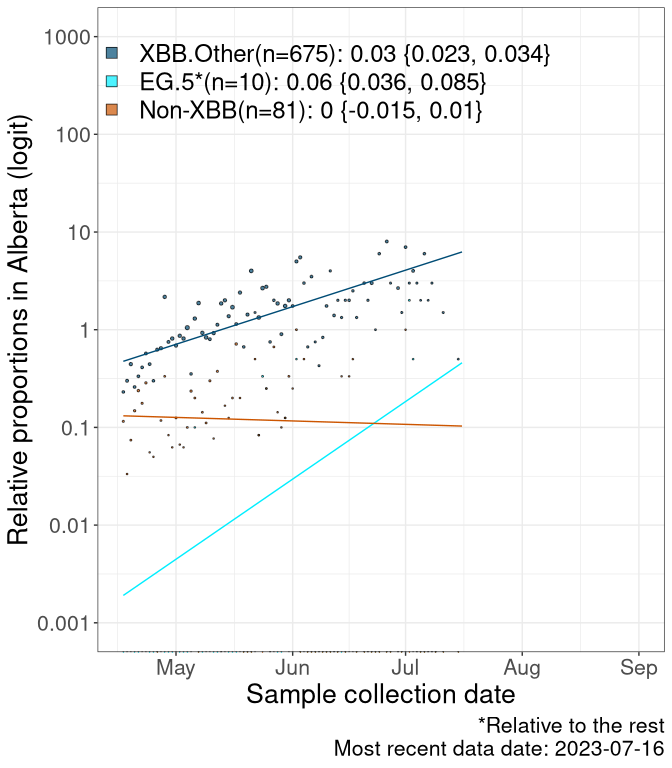 XBB.Other(n=675): 0.03 {0.023, 0.034}
EG.5*(n=10): 0.06 {0.036, 0.085}
Non-XBB(n=81): 0 {-0.015, 0.01}
Relative proportions in Alberta (logit)
1000
100
10
1
0.1
0.01
0.001
May Jun Jul Aug Sep
Sample collection date
*Relative to the rest
Most recent data date: 2023-07-16